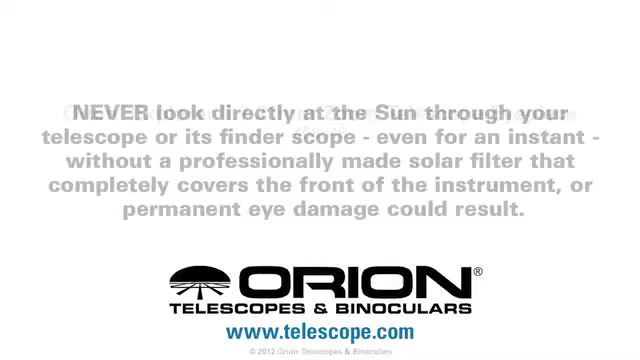 NEVER look directly at the Sun through your
telescope or its finder scope - even for an instant -
without a professionally made solar filter that
completely covers the front of the instrument, or
permanent eye damage could result.
ORION®
TELESCOPES & BINOCULARS
www.telescope.com
© 2012 Orion Telescopes & Binoculars